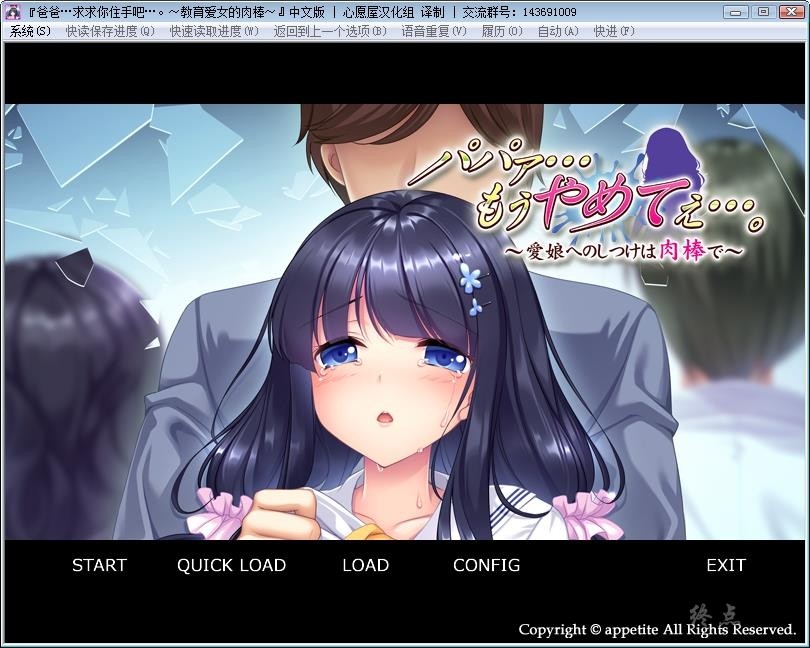 『爸爸…求求你住手吧…。～教育爱女的肉棒～』中文版 | 心愿屋汉化组 译制 | 交流群号：143691009
系统(S) 快读保存进度(Q) 快速读取进度(W) 返回到上一个选项(B) 语音重复(V) 履历(O) 自动(A) 快进(F)
パパァ…
もうやめてぇ…。
～愛娘へのしつけは肉棒で～
START QUICK LOAD LOAD CONFIG EXIT
終点
Copyright © appetite All Rights Reserved.